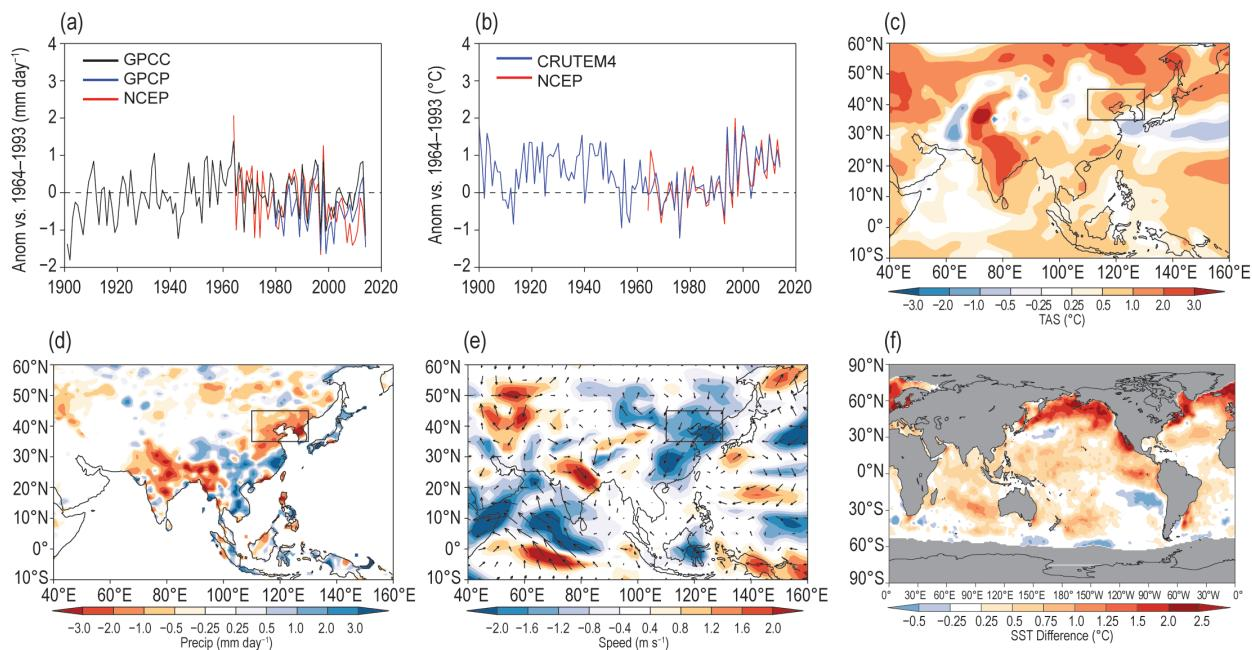 (a)
Anom vs. 1964–1993 (mm day⁻¹)
4
3
2
1
0
−1
−2
GPCC
GPCP
NCEP
1900 1920 1940 1960 1980 2000 2020
(b)
Anom vs. 1964–1993 (°C)
4
3
2
1
0
−1
−2
CRUTEM4
NCEP
1900 1920 1940 1960 1980 2000 2020
(c)
60°N
50°N
40°N
30°N
20°N
10°N
0°
10°S
40°E 60°E 80°E 100°E 120°E 140°E 160°E
−3.0 −2.0 −1.0 −0.5 −0.25 0.25 0.5 1.0 2.0 3.0
TAS (°C)
(d)
60°N
50°N
40°N
30°N
20°N
10°N
0°
10°S
40°E 60°E 80°E 100°E 120°E 140°E 160°E
−3.0 −2.0 −1.0 −0.5 −0.25 0.25 0.5 1.0 2.0 3.0
Precip (mm day⁻¹)
(e)
60°N
50°N
40°N
30°N
20°N
10°N
0°
10°S
40°E 60°E 80°E 100°E 120°E 140°E 160°E
−2.0 −1.6 −1.2 −0.8 −0.4 0.4 0.8 1.2 1.6 2.0
Speed (m s⁻¹)
(f)
90°N
60°N
30°N
0°N
30°S
60°S
90°S
0° 30°E 60°E 90°E 120°E 150°E 180°E 150°W 120°W 90°W 60°W 30°W 0°
−0.5 −0.25 0.25 0.5 0.75 1.0 1.25 1.5 2.0 2.5
SST Difference (°C)